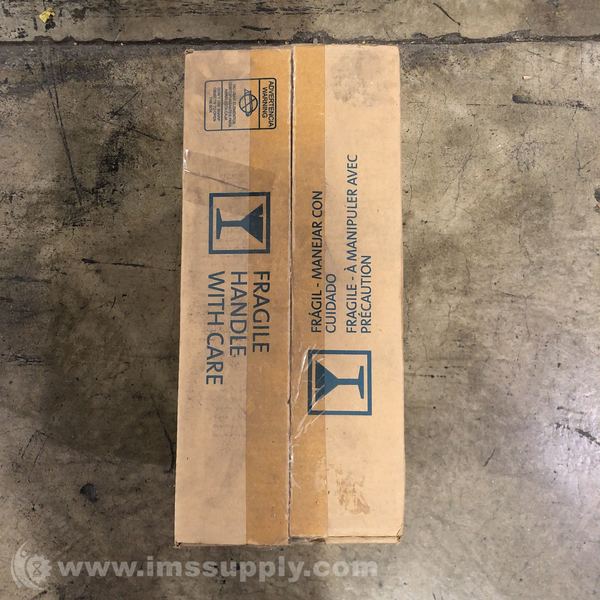 ADVERTENCIA
WARNING
FRAGILE
HANDLE
WITH CARE
FRÁGIL - MANEJAR CON
CUIDADO
FRAGILE - À MANIPULER AVEC
PRÉCAUTION
www.imssupply.com